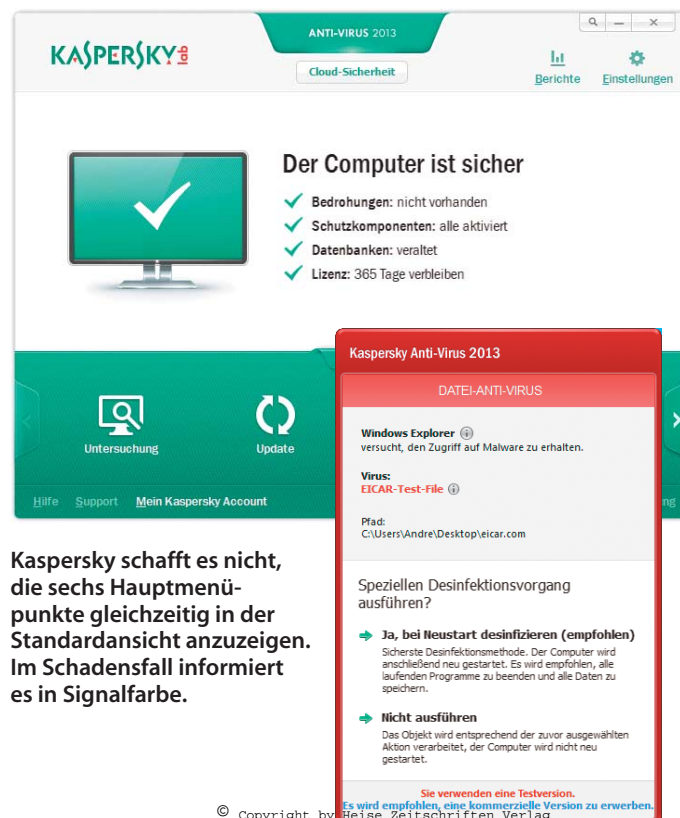 ANTI-VIRUS 2013
KASPERSKY lab
Cloud-Sicherheit
Berichte
Einstellungen
Der Computer ist sicher
Bedrohungen: nicht vorhanden
Schutzkomponenten: alle aktiviert
Datenbanken: veraltet
Lizenz: 365 Tage verbleiben
Untersuchung
Update
Hilfe Support Mein Kaspersky Account
Kaspersky Anti-Virus 2013
DATEI-ANTI-VIRUS
Windows Explorer
versucht, den Zugriff auf Malware zu erhalten.
Virus:
EICAR-Test-File
Pfad:
C:\Users\Andre\Desktop\eicar.com
Speziellen Desinfektionsvorgang
ausführen?
Ja, bei Neustart desinfizieren (empfohlen)
Sicherste Desinfektionsmethode. Der Computer wird
anschließend neu gestartet. Es wird empfohlen, alle
laufenden Programme zu beenden und alle Daten zu
speichern.
Nicht ausführen
Das Objekt wird entsprechend der zuvor ausgewählten
Aktion verarbeitet, der Computer wird nicht neu
gestartet.
Sie verwenden eine Testversion.
Es wird empfohlen, eine kommerzielle Version zu erwerben.
Kaspersky schafft es nicht,
die sechs Hauptmenü-
punkte gleichzeitig in der
Standardansicht anzuzeigen.
Im Schadensfall informiert
es in Signalfarbe.
© Copyright by Heise Zeitschriften Verlag